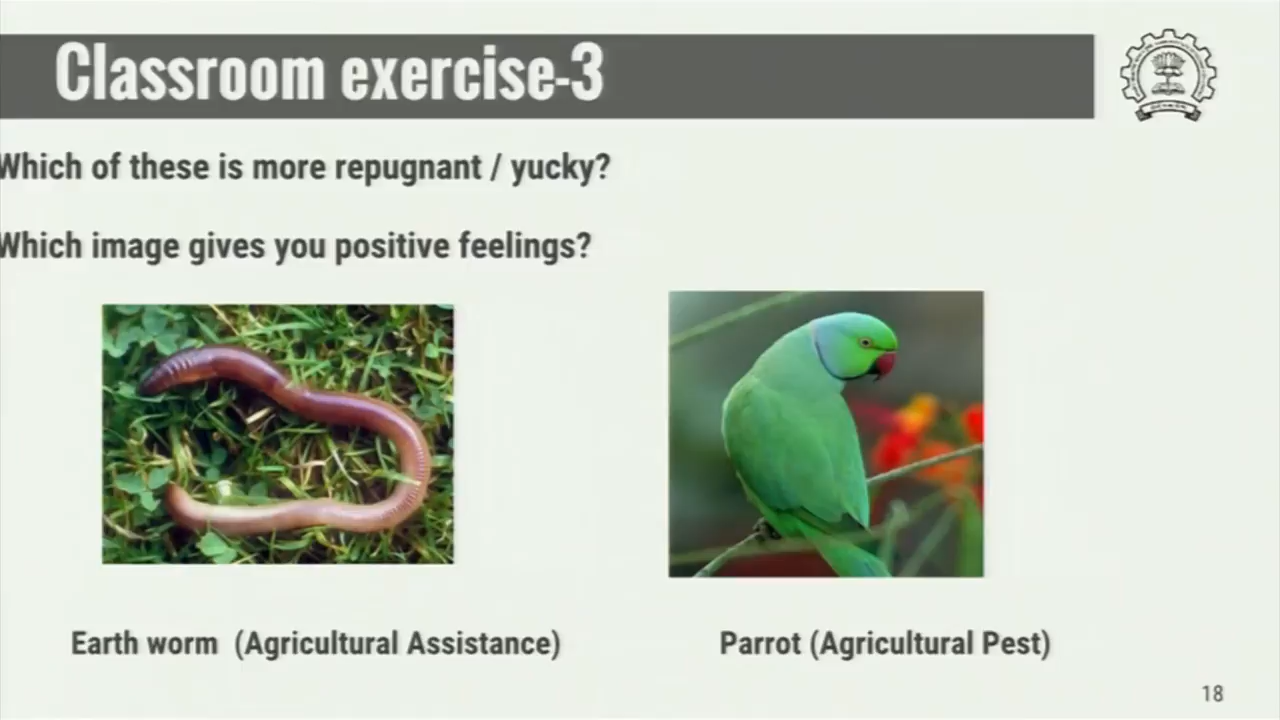 Classroom exercise-3
Which of these is more repugnant / yucky?
Which image gives you positive feelings?
Earth worm (Agricultural Assistance)
Parrot (Agricultural Pest)
18